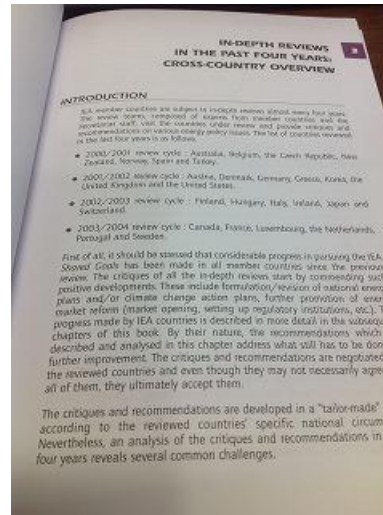 IN-DEPTH REVIEWS
IN THE PAST FOUR YEARS:
CROSS-COUNTRY OVERVIEW
INTRODUCTION
IEA member countries are subject to in-depth reviews almost every four years.
The review teams, composed of experts from member countries and the
secretariat staff, visit the countries under review and provide critiques and
recommendations on various energy policy issues. The list of countries reviewed
in the last four years is as follows:
• 2000/2001 review cycle : Australia, Belgium, the Czech Republic, New
Zealand, Norway, Spain and Turkey.
• 2001/2002 review cycle : Austria, Denmark, Germany, Greece, Korea, the
United Kingdom and the United States.
• 2002/2003 review cycle : Finland, Hungary, Italy, Ireland, Japan and
Switzerland.
• 2003/2004 review cycle : Canada, France, Luxembourg, the Netherlands,
Portugal and Sweden.
First of all, it should be stressed that considerable progress in pursuing the IEA
Shared Goals has been made in all member countries since the previous
review. The critiques of all the in-depth reviews start by commending such
positive developments. These include formulation/revision of national energ
plans and/or climate change action plans, further promotion of ener
market reform (market opening, setting up regulatory institutions, etc.). T
progress made by IEA countries is described in more detail in the subseque
chapters of this book. By their nature, the recommendations which
described and analysed in this chapter address what still has to be don
further improvement. The critiques and recommendations are negotiated
the reviewed countries and even though they may not necessarily agre
all of them, they ultimately accept them.
The critiques and recommendations are developed in a "tailor-made"
according to the reviewed countries' specific national circum
Nevertheless, an analysis of the critiques and recommendations in
four years reveals several common challenges.